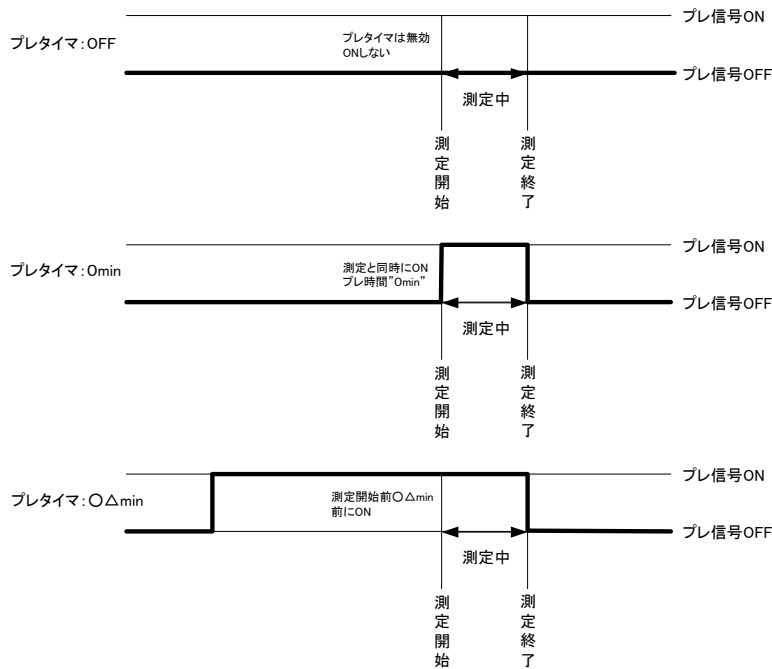 プレ信号ON
プレタイマ:OFF
プレタイマは無効
ONしない
プレ信号OFF
測定中
測定開始
測定終了
プレ信号ON
プレタイマ:0min
測定と同時にON
プレ時間"0min"
プレ信号OFF
測定中
測定開始
測定終了
プレ信号ON
プレタイマ:○△min
測定開始前○△min
前にON
プレ信号OFF
測定中
測定開始
測定終了